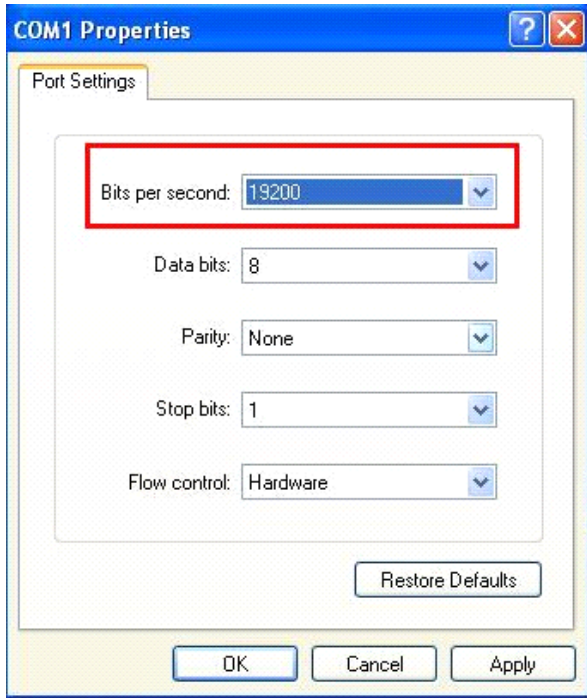 COM1 Properties
Port Settings
Bits per second: 19200
Data bits: 8
Parity: None
Stop bits: 1
Flow control: Hardware
Restore Defaults
OK Cancel Apply